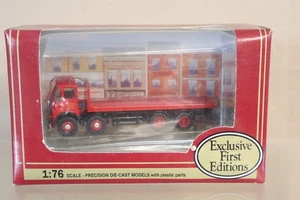 Exclusive
First
Editions
1:76 SCALE - PRECISION DIE-CAST MODELS with plastic parts